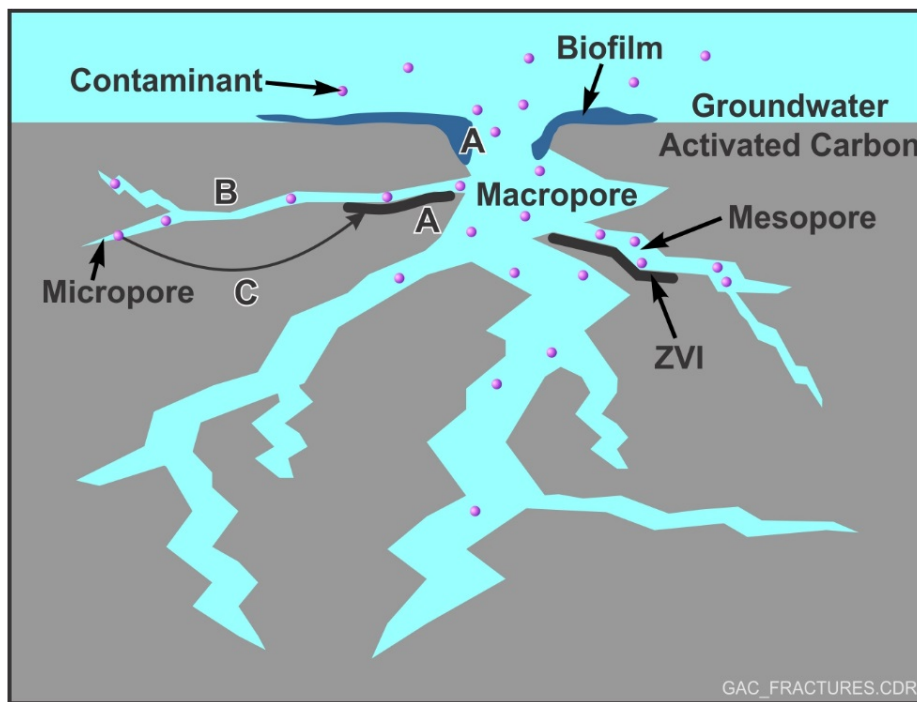 Biofilm
Contaminant
Groundwater
Activated Carbon
A
B
Macropore
A
Mesopore
Micropore
C
ZVI
GAC_FRACTURES.CDR